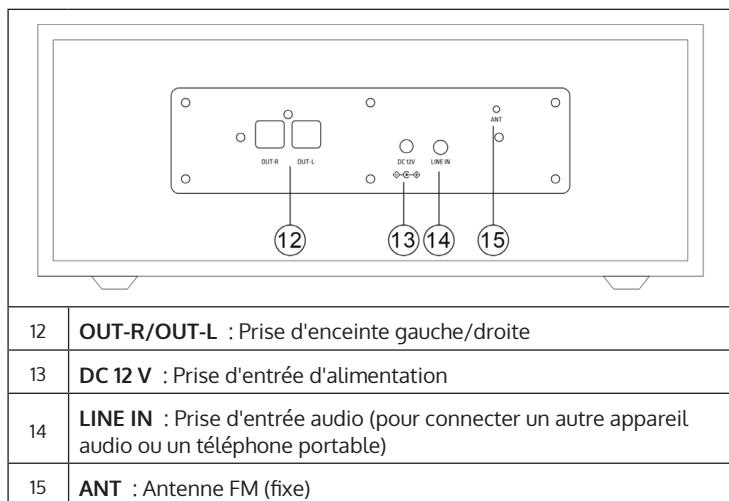 ANT
OUT-R OUT-L DC 12V LINE IN
12 13 14 15
12 OUT-R/OUT-L : Prise d'enceinte gauche/droite
13 DC 12 V : Prise d'entrée d'alimentation
14 LINE IN : Prise d'entrée audio (pour connecter un autre appareil
audio ou un téléphone portable)
15 ANT : Antenne FM (fixe)